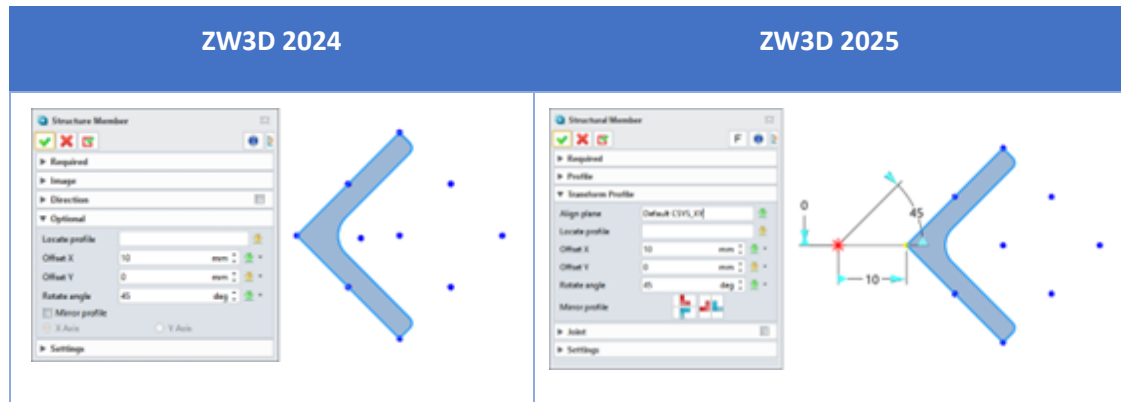 ZW3D 2024
ZW3D 2025
Structure Member
Required
Image
Direction
Optional
Locate profile
Offset X 10 mm
Offset Y 0 mm
Rotate angle 45 deg
Mirror profile
X Axis Y Axis
Settings
Structural Member
F
Required
Profile
Transform Profile
Align plane Default CSYS_XY
Locate profile
Offset X 10 mm
Offset Y 0 mm
Rotate angle 45 deg
Mirror profile
Joint
Settings
0
45
10